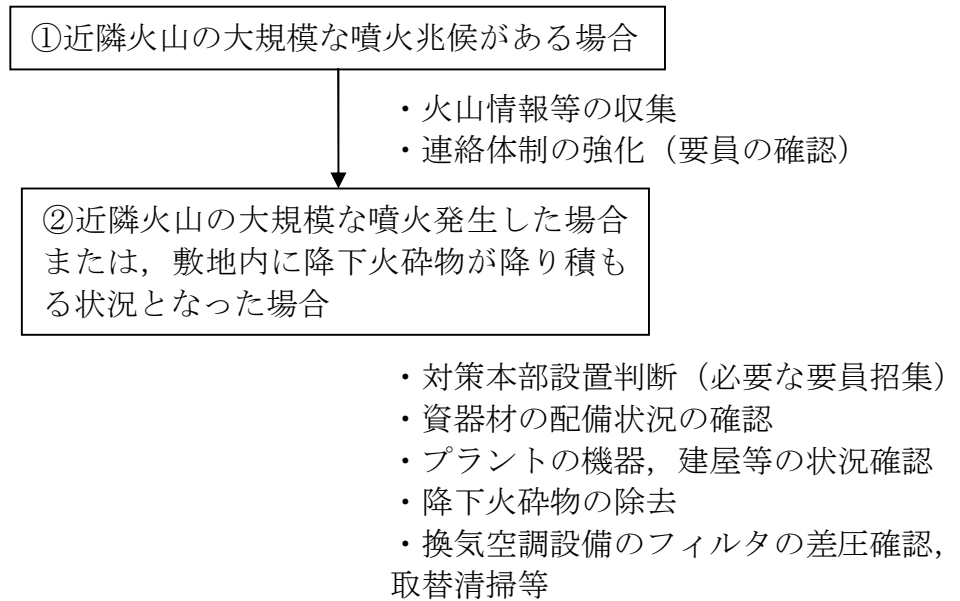 ①近隣火山の大規模な噴火兆候がある場合
・火山情報等の収集
・連絡体制の強化（要員の確認）
②近隣火山の大規模な噴火発生した場合
または，敷地内に降下火砕物が降り積も
る状況となった場合
・対策本部設置判断（必要な要員招集）
・資器材の配備状況の確認
・プラントの機器，建屋等の状況確認
・降下火砕物の除去
・換気空調設備のフィルタの差圧確認，
取替清掃等